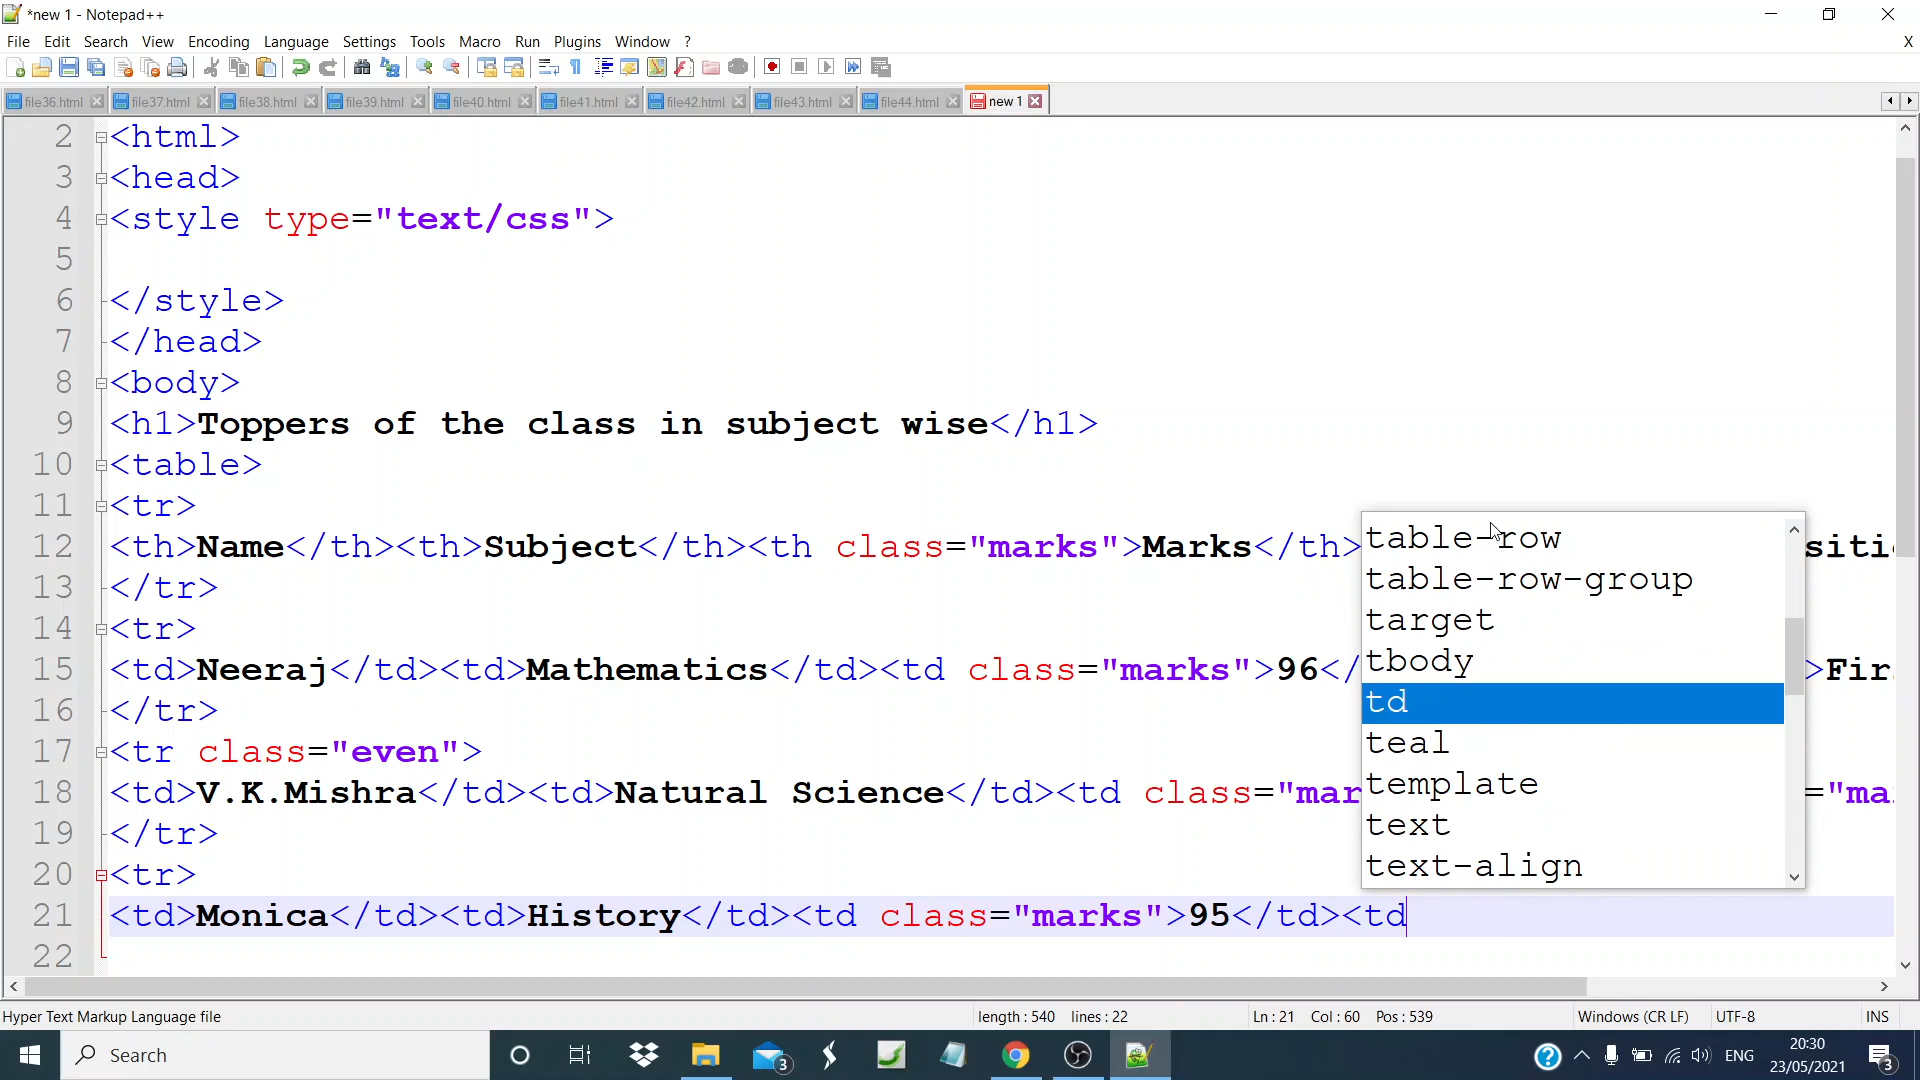 *new 1 - Notepad++
File Edit Search View Encoding Language Settings Tools Macro Run Plugins Window ? X
file36.html file37.html file38.html file39.html file40.html file41.html file42.html file43.html file44.html new 1
2 <html>
3 <head>
4 <style type="text/css">
5
6 </style>
7 </head>
8 <body>
9 <h1>Toppers of the class in subject wise</h1>
10 <table>
11 <tr>
12 <th>Name</th><th>Subject</th><th class="marks">Marks</th> siti
13 </tr>
14 <tr>
15 <td>Neeraj</td><td>Mathematics</td><td class="marks">96</ >Fir
16 </tr>
17 <tr class="even">
18 <td>V.K.Mishra</td><td>Natural Science</td><td class="mar ="ma
19 </tr>
20 <tr>
21 <td>Monica</td><td>History</td><td class="marks">95</td><td
22
table-row
table-row-group
target
tbody
td
teal
template
text
text-align
Hyper Text Markup Language file length : 540 lines : 22 Ln : 21 Col : 60 Pos : 539 Windows (CR LF) UTF-8 INS
Search 3 ENG 20:30 23/05/2021 3